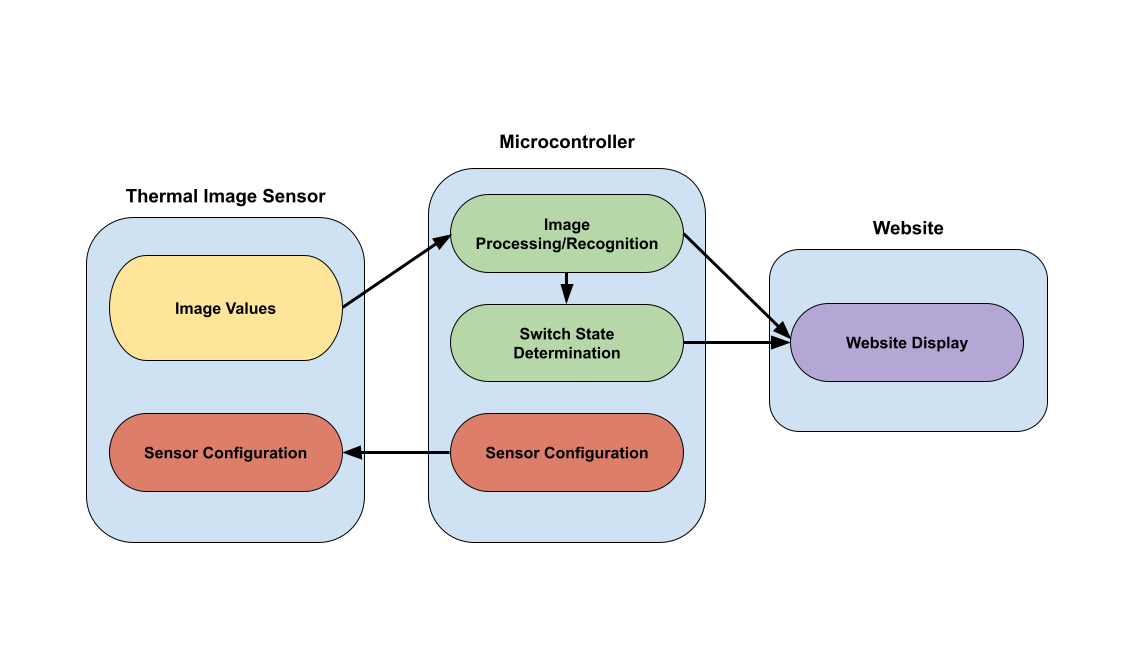 Microcontroller
Thermal Image Sensor
Website
Image
Processing/Recognition
Image Values
Switch State
Determination
Website Display
Sensor Configuration
Sensor Configuration